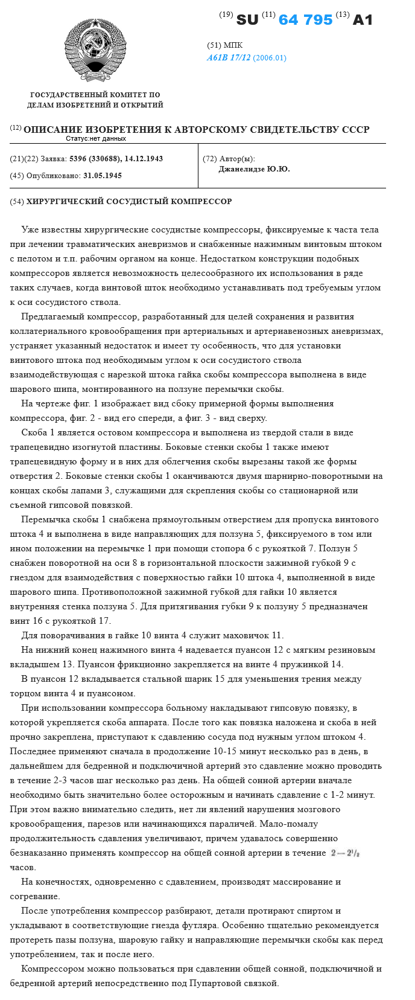 (19) SU (11) 64 795 (13) A1
(51) МПК
A61B 17/12 (2006.01)
ГОСУДАРСТВЕННЫЙ КОМИТЕТ ПО
ДЕЛАМ ИЗОБРЕТЕНИЙ И ОТКРЫТИЙ
(12) ОПИСАНИЕ ИЗОБРЕТЕНИЯ К АВТОРСКОМУ СВИДЕТЕЛЬСТВУ СССР
Статус:нет данных
(21)(22) Заявка: 5396 (330688), 14.12.1943
(45) Опубликовано: 31.05.1945
(72) Автор(ы):
Джанелидзе Ю.Ю.
(54) ХИРУРГИЧЕСКИЙ СОСУДИСТЫЙ КОМПРЕССОР
Уже известны хирургические сосудистые компрессоры, фиксируемые к часта тела
при лечении травматических аневризмов и снабженные нажимным винтовым штоком
с пелотом и т.п. рабочим органом на конце. Недостатком конструкции подобных
компрессоров является невозможность целесообразного их использования в ряде
таких случаев, когда винтовой шток необходимо устанавливать под требуемым углом
к оси сосудистого ствола.
Предлагаемый компрессор, разработанный для целей сохранения и развития
коллатериального кровообращения при артериальных и артериавенозных аневризмах,
устраняет указанный недостаток и имеет ту особенность, что для установки
винтового штока под необходимым углом к оси сосудистого ствола
взаимодействующая с нарезкой штока гайка скобы компрессора выполнена в виде
шарового шипа, монтированного на ползуне перемычки скобы.
На чертеже фиг. 1 изображает вид сбоку примерной формы выполнения
компрессора, фиг. 2 - вид его спереди, а фиг. 3 - вид сверху.
Скоба 1 является остовом компрессора и выполнена из твердой стали в виде
трапецевидно изогнутой пластины. Боковые стенки скобы 1 также имеют
трапецевидную форму и в них для облегчения скобы вырезаны такой же формы
отверстия 2. Боковые стенки скобы 1 оканчиваются двумя шарнирно-поворотными на
концах скобы лапами 3, служащими для скрепления скобы со стационарной или
съемной гипсовой повязкой.
Перемычка скобы 1 снабжена прямоугольным отверстием для пропуска винтового
штока 4 и выполнена в виде направляющих для ползуна 5, фиксируемого в том или
ином положении на перемычке 1 при помощи стопора 6 с рукояткой 7. Ползун 5
снабжен поворотной на оси 8 в горизонтальной плоскости зажимной губкой 9 с
гнездом для взаимодействия с поверхностью гайки 10 штока 4, выполненной в виде
шарового шипа. Противоположной зажимной губкой для гайки 10 является
внутренняя стенка ползуна 5. Для притягивания губки 9 к ползуну 5 предназначен
винт 16 с рукояткой 17.
Для поворачивания в гайке 10 винта 4 служит маховичок 11.
На нижний конец нажимного винта 4 надевается пуансон 12 с мягким резиновым
вкладышем 13. Пуансон фрикционно закрепляется на винте 4 пружинкой 14.
В пуансон 12 вкладывается стальной шарик 15 для уменьшения трения между
торцом винта 4 и пуансоном.
При использовании компрессора больному накладывают гипсовую повязку, в
которой укрепляется скоба аппарата. После того как повязка наложена и скоба в ней
прочно закреплена, приступают к сдавлению сосуда под нужным углом штоком 4.
Последнее применяют сначала в продолжение 10-15 минут несколько раз в день, в
дальнейшем для бедренной и подключичной артерий это сдавление можно проводить
в течение 2-3 часов шаг несколько раз день. На общей сонной артерии вначале
необходимо быть значительно более осторожным и начинать сдавление с 1-2 минут.
При этом важно внимательно следить, нет ли явлений нарушения мозгового
кровообращения, парезов или начинающихся параличей. Мало-помалу
продолжительность сдавления увеличивают, причем удавалось совершенно
безнаказанно применять компрессор на общей сонной артерии в течение 2 — 2 1/2
часов.
На конечностях, одновременно с сдавлением, производят массирование и
согревание.
После употребления компрессор разбирают, детали протирают спиртом и
укладывают в соответствующие гнезда футляра. Особенно тщательно рекомендуется
протереть пазы ползуна, шаровую гайку и направляющие перемычки скобы как перед
употреблением, так и после него.
Компрессором можно пользоваться при сдавлении общей сонной, подключичной и
бедренной артерий непосредственно под Пупартовой связкой.